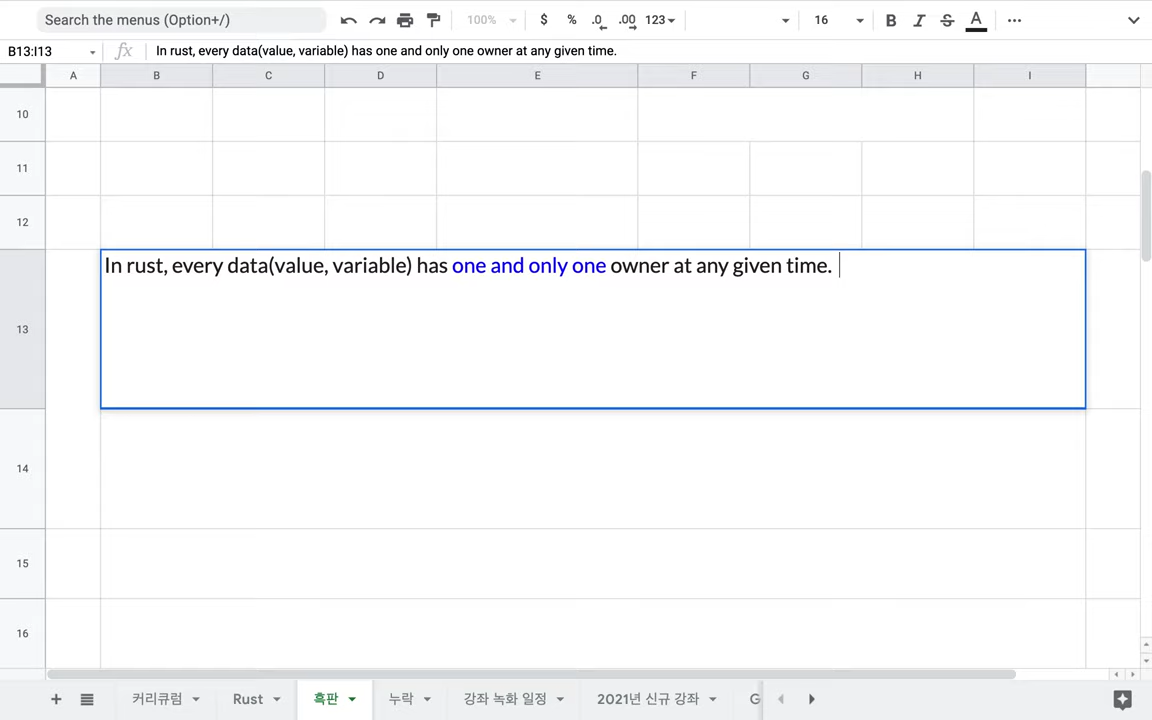 Search the menus (Option+/)
100%
$ % .0 .00 123
16
B I S A
B13:I13
fx
In rust, every data(value, variable) has one and only one owner at any given time.
A B C D E F G H I
10
11
12
13
In rust, every data(value, variable) has one and only one owner at any given time.
14
15
16
+ 커리큘럼 Rust 흑판 누락 강좌 녹화 일정 2021년 신규 강좌 G